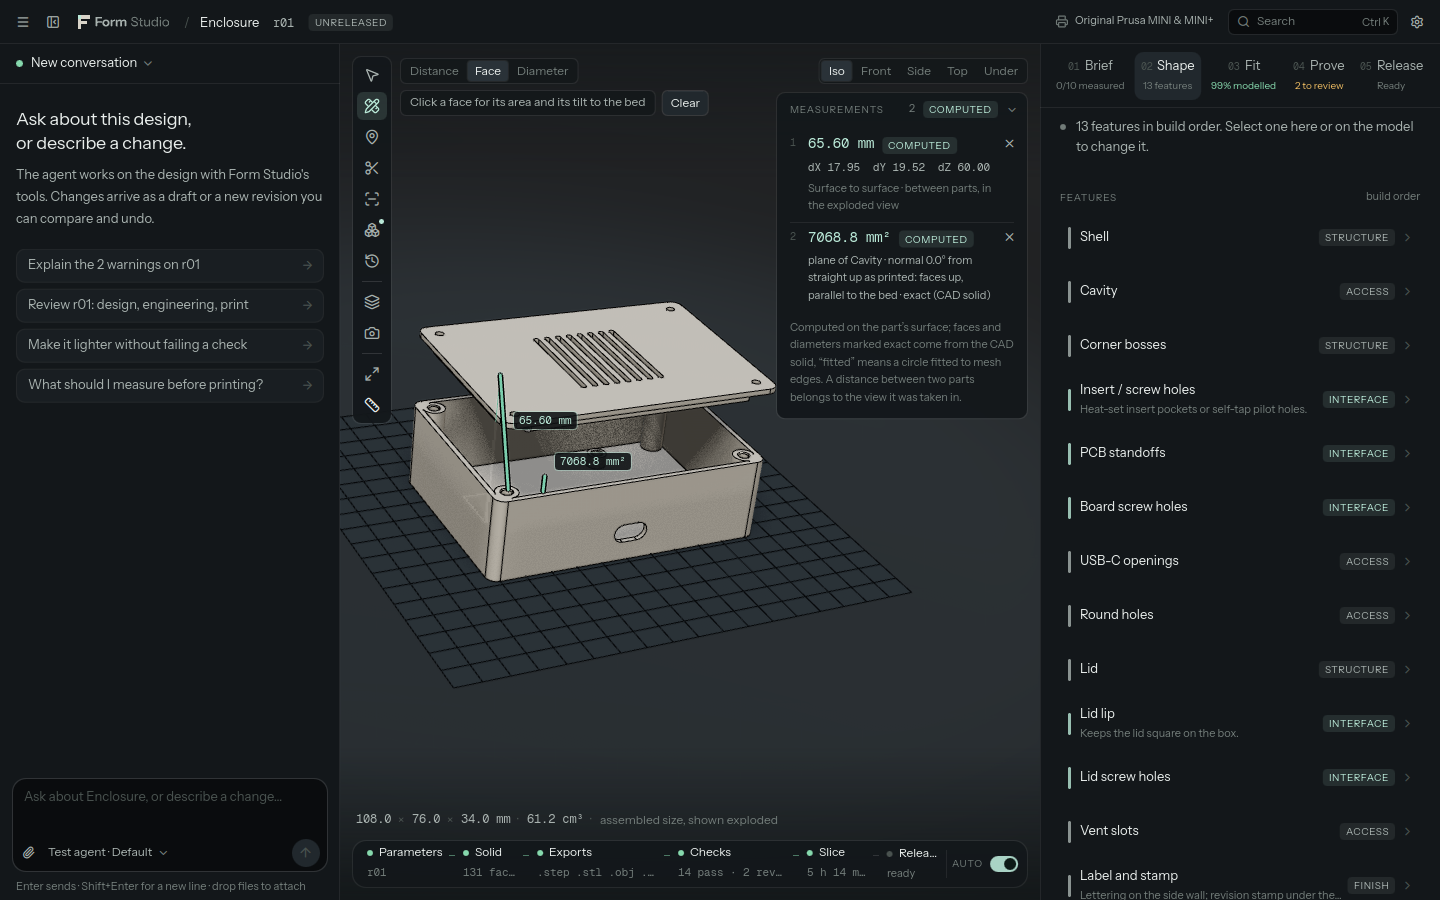 Form Studio / Enclosure r01 UNRELEASED
Original Prusa MINI & MINI+
Search Ctrl K
New conversation
Ask about this design,
or describe a change.
The agent works on the design with Form Studio's
tools. Changes arrive as a draft or a new revision you
can compare and undo.
Explain the 2 warnings on r01
Review r01: design, engineering, print
Make it lighter without failing a check
What should I measure before printing?
Ask about Enclosure, or describe a change...
Test agent · Default
Enter sends · Shift+Enter for a new line · drop files to attach
Distance Face Diameter
Click a face for its area and its tilt to the bed
Clear
Iso Front Side Top Under
MEASUREMENTS 2 COMPUTED
1 65.60 mm COMPUTED
dX 17.95 dY 19.52 dZ 60.00
Surface to surface · between parts, in
the exploded view
2 7068.8 mm² COMPUTED
plane of Cavity · normal 0.0° from
straight up as printed: faces up,
parallel to the bed · exact (CAD solid)
Computed on the part's surface; faces and
diameters marked exact come from the CAD
solid, “fitted” means a circle fitted to mesh
edges. A distance between two parts
belongs to the view it was taken in.
65.60 mm
7068.8 mm²
108.0 × 76.0 × 34.0 mm · 61.2 cm³ · assembled size, shown exploded
Parameters Solid Exports Checks Slice Relea...
r01 131 fac... .step .stl .obj ... 14 pass · 2 rev... 5 h 14 m... ready
AUTO
01 Brief 02 Shape 03 Fit 04 Prove 05 Release
0/10 measured 13 features 99% modelled 2 to review Ready
13 features in build order. Select one here or on the model
to change it.
FEATURES build order
Shell STRUCTURE
Cavity ACCESS
Corner bosses STRUCTURE
Insert / screw holes INTERFACE
Heat-set insert pockets or self-tap pilot holes.
PCB standoffs INTERFACE
Board screw holes INTERFACE
USB-C openings ACCESS
Round holes ACCESS
Lid STRUCTURE
Lid lip INTERFACE
Keeps the lid square on the box.
Lid screw holes INTERFACE
Vent slots ACCESS
Label and stamp FINISH
Lettering on the side wall; revision stamp under the...